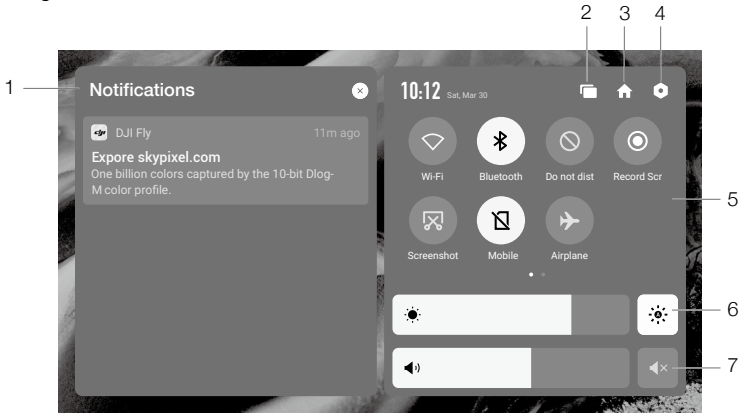 2 3 4
1
Notifications
10:12 Sat, Mar 30
dji DJI Fly 11m ago
Expore skypixel.com
One billion colors captured by the 10-bit Dlog-
M color profile.
Wi-Fi Bluetooth Do not dist Record Scr
5
Screenshot Mobile Airplane
A 6
7